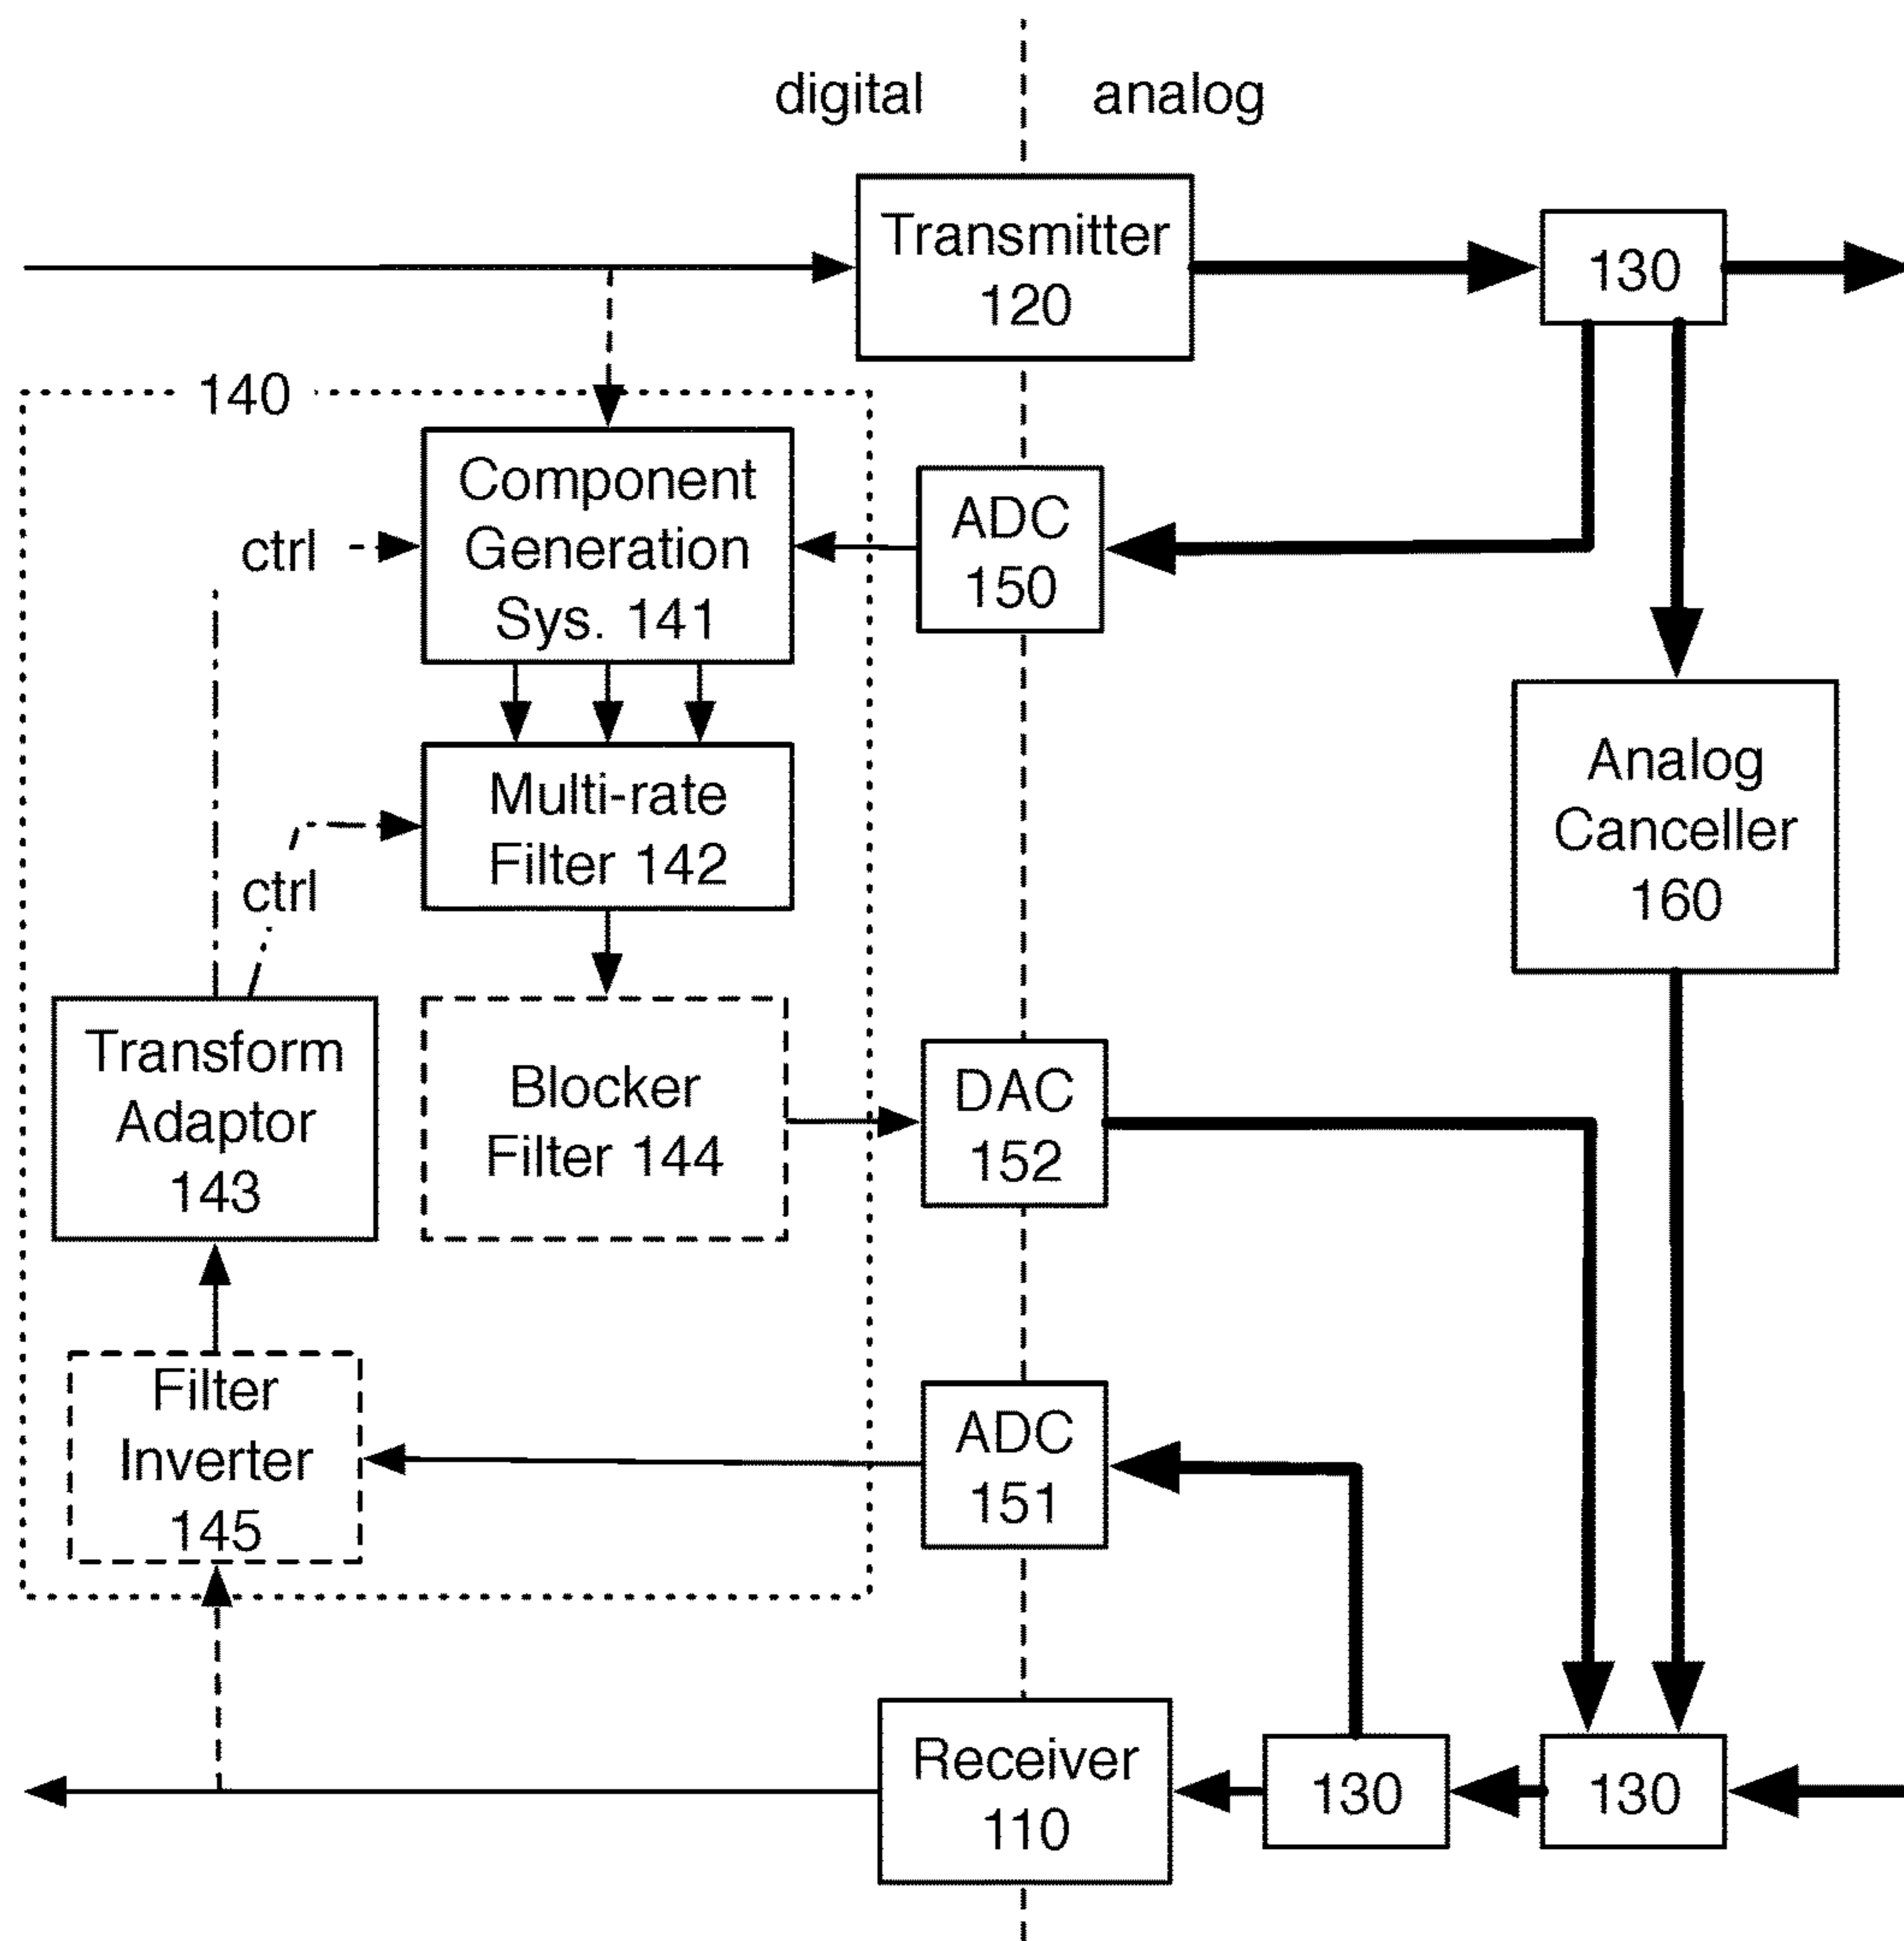 digital
analog
Transmitter
120
130
140
Component
Generation
Sys. 141
ctrl
ADC
150
Multi-rate
Filter 142
ctrl
Analog
Canceller
160
Transform
Adaptor
143
Blocker
Filter 144
DAC
152
Filter
Inverter
145
ADC
151
Receiver
110
130
130